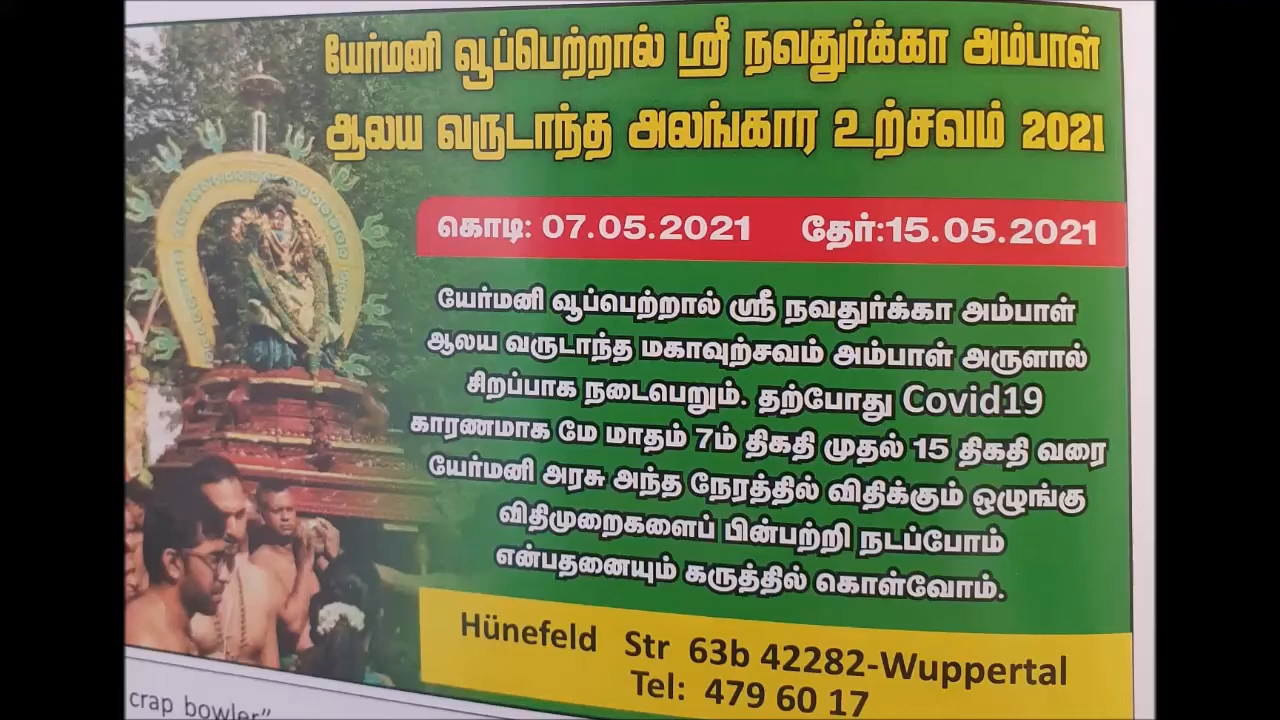 யேர்மனி வூப்பெற்றால் ஸ்ரீ நவதுர்க்கா அம்பாள்
ஆலய வருடாந்த அலங்கார உற்சவம் 2021
கொடி: 07.05.2021 தேர்:15.05.2021
யேர்மனி வூப்பெற்றால் ஸ்ரீ நவதுர்க்கா அம்பாள்
ஆலய வருடாந்த மகாவுற்சவம் அம்பாள் அருளால்
சிறப்பாக நடைபெறும். தற்போது Covid19
காரணமாக மே மாதம் 7ம் திகதி முதல் 15 திகதி வரை
யேர்மனி அரசு அந்த நேரத்தில் விதிக்கும் ஒழுங்கு
விதிமுறைகளைப் பின்பற்றி நடப்போம்
என்பதனையும் கருத்தில் கொள்வோம்.
Hünefeld Str 63b 42282-Wuppertal
Tel: 479 60 17
crap bowler”